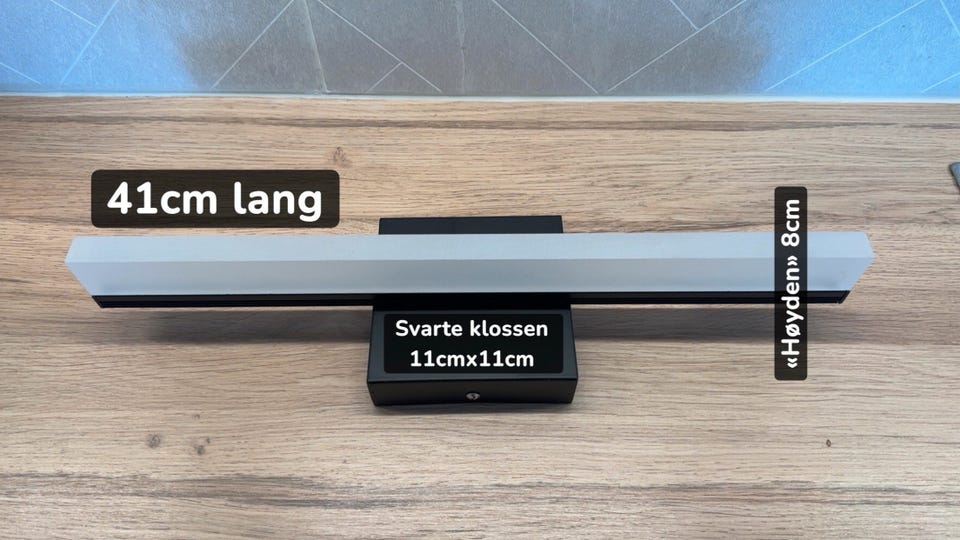 41cm lang
«Høyden» 8cm
Svarte klossen
11cmx11cm